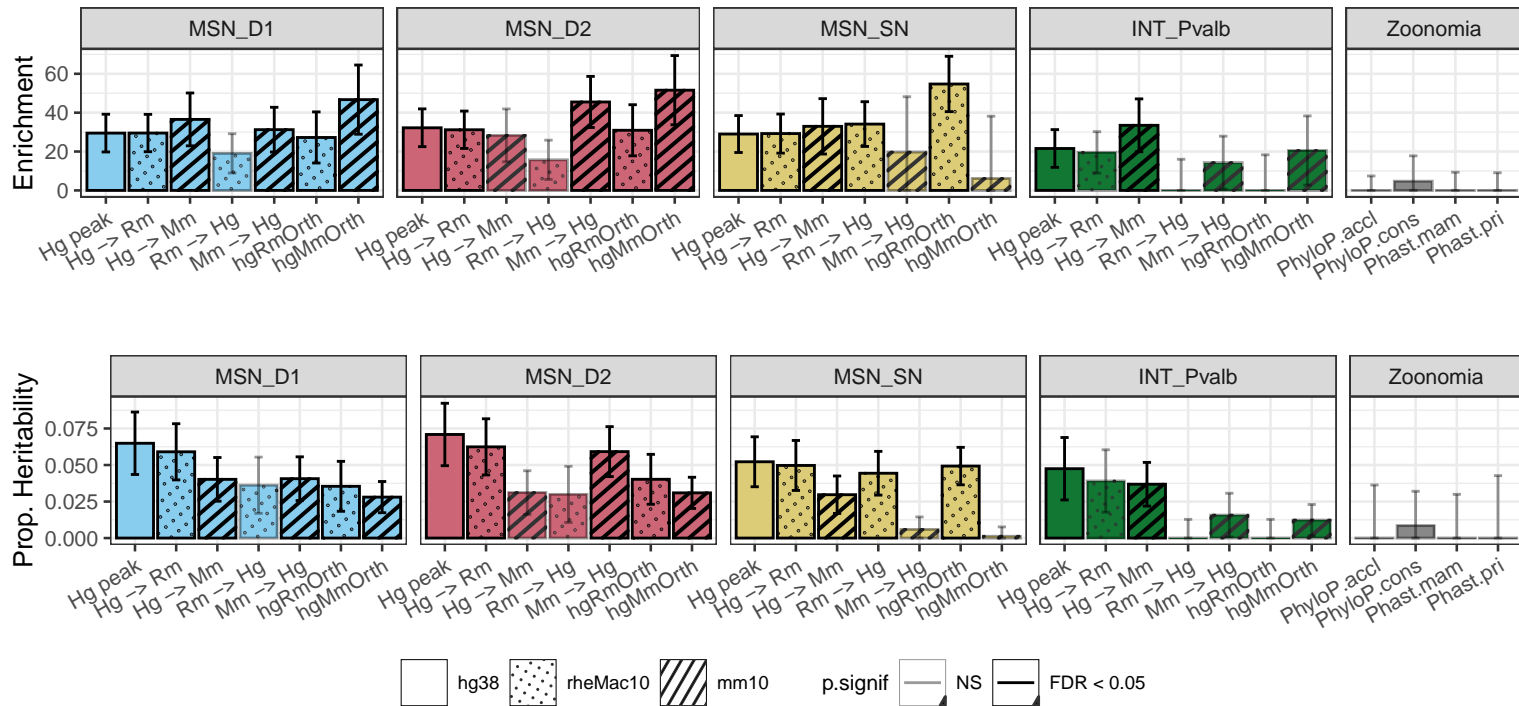 MSN_D1 MSN_D2 MSN_SN INT_Pvalb Zoonomia
Enrichment
60
40
20
0
Hg peak Hg −> Rm Hg −> Mm Rm −> Hg Mm −> Hg hgRmOrth hgMmOrth Hg peak Hg −> Rm Hg −> Mm Rm −> Hg Mm −> Hg hgRmOrth hgMmOrth Hg peak Hg −> Rm Hg −> Mm Rm −> Hg Mm −> Hg hgRmOrth hgMmOrth Hg peak Hg −> Rm Hg −> Mm Rm −> Hg Mm −> Hg hgRmOrth hgMmOrth PhyloP.accl PhyloP.cons Phast.mam Phast.pri
MSN_D1 MSN_D2 MSN_SN INT_Pvalb Zoonomia
Prop. Heritability
0.075
0.050
0.025
0.000
Hg peak Hg −> Rm Hg −> Mm Rm −> Hg Mm −> Hg hgRmOrth hgMmOrth Hg peak Hg −> Rm Hg −> Mm Rm −> Hg Mm −> Hg hgRmOrth hgMmOrth Hg peak Hg −> Rm Hg −> Mm Rm −> Hg Mm −> Hg hgRmOrth hgMmOrth Hg peak Hg −> Rm Hg −> Mm Rm −> Hg Mm −> Hg hgRmOrth hgMmOrth PhyloP.accl PhyloP.cons Phast.mam Phast.pri
hg38 rheMac10 mm10 p.signif NS FDR < 0.05